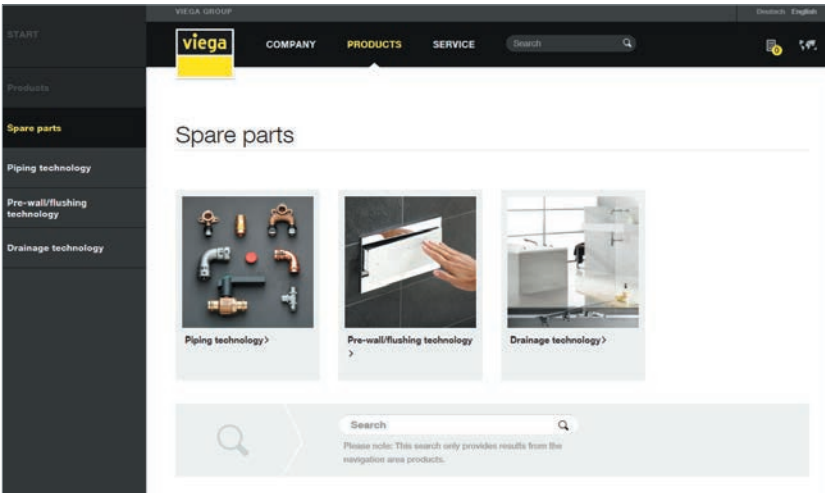 VIEGA GROUP
Deutsch English
START
viega
COMPANY PRODUCTS SERVICE
Search
0
Products
Spare parts
Piping technology
Pre-wall/flushing
technology
Drainage technology
Spare parts
Piping technology>
Pre-wall/flushing technology
>
Drainage technology>
Search
Please note: This search only provides results from the
navigation area products.